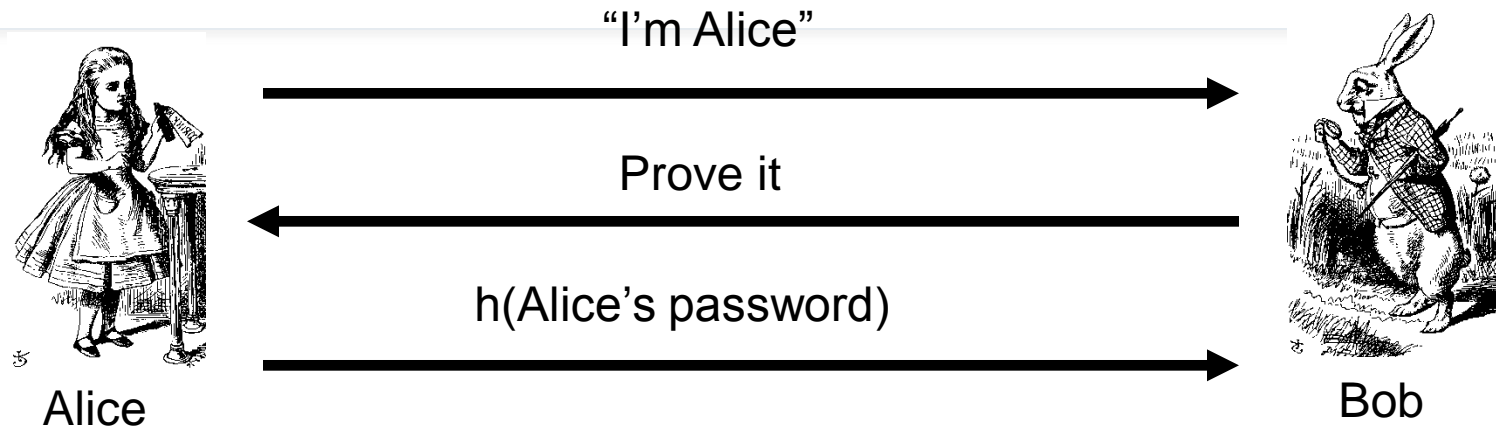 “I’m Alice”
Prove it
h(Alice’s password)
Alice
Bob